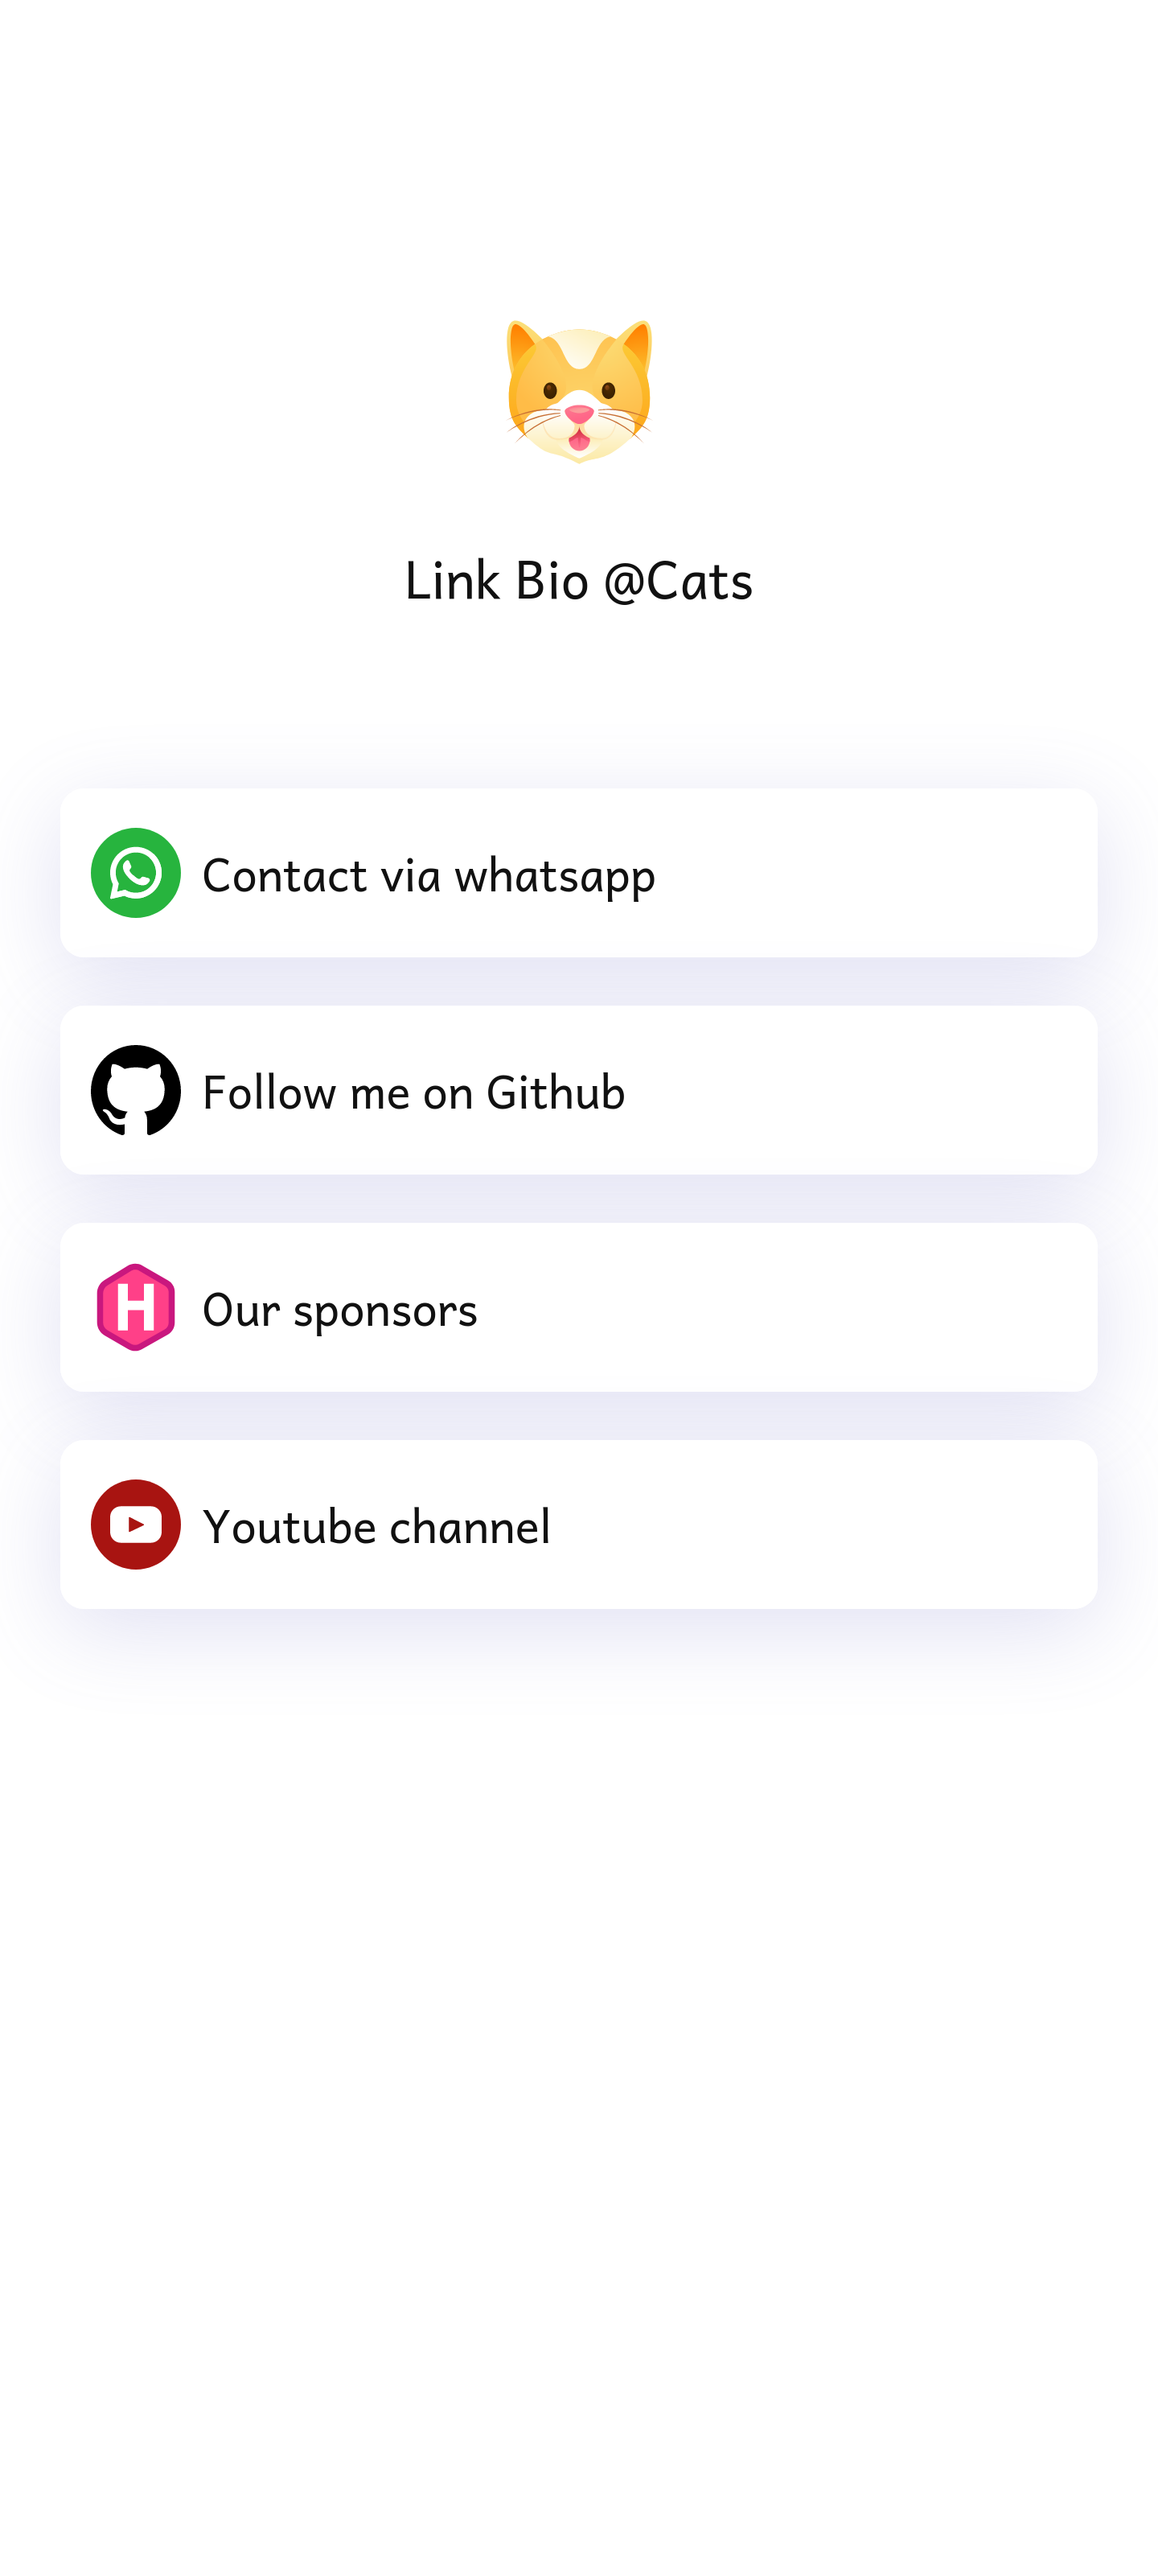 Link Bio @Cats
Contact via whatsapp
Follow me on Github
H Our sponsors
Youtube channel